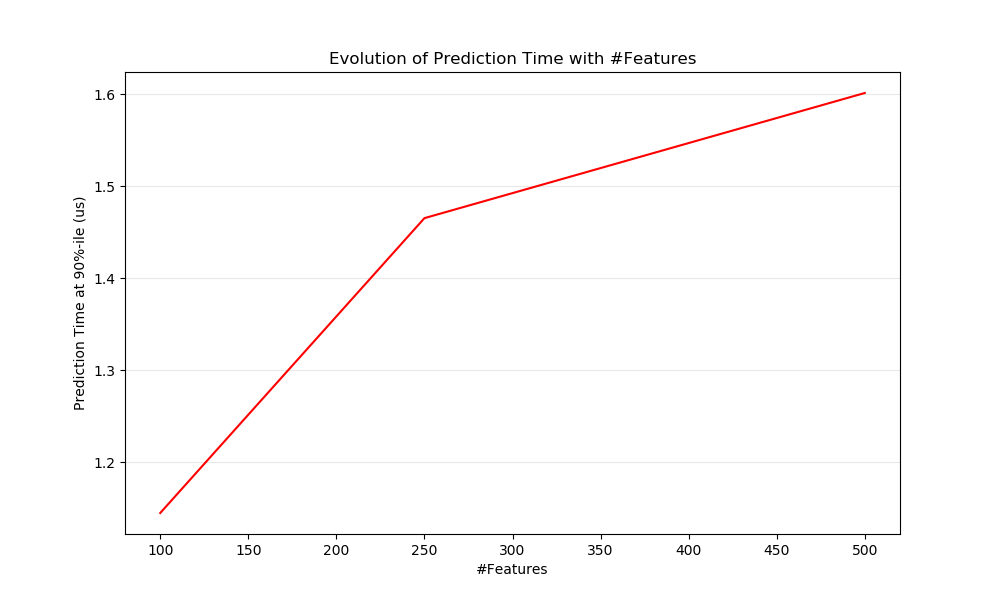 Evolution of Prediction Time with #Features
Prediction Time at 90%-ile (us)
1.6
1.5
1.4
1.3
1.2
100 150 200 250 300 350 400 450 500
#Features